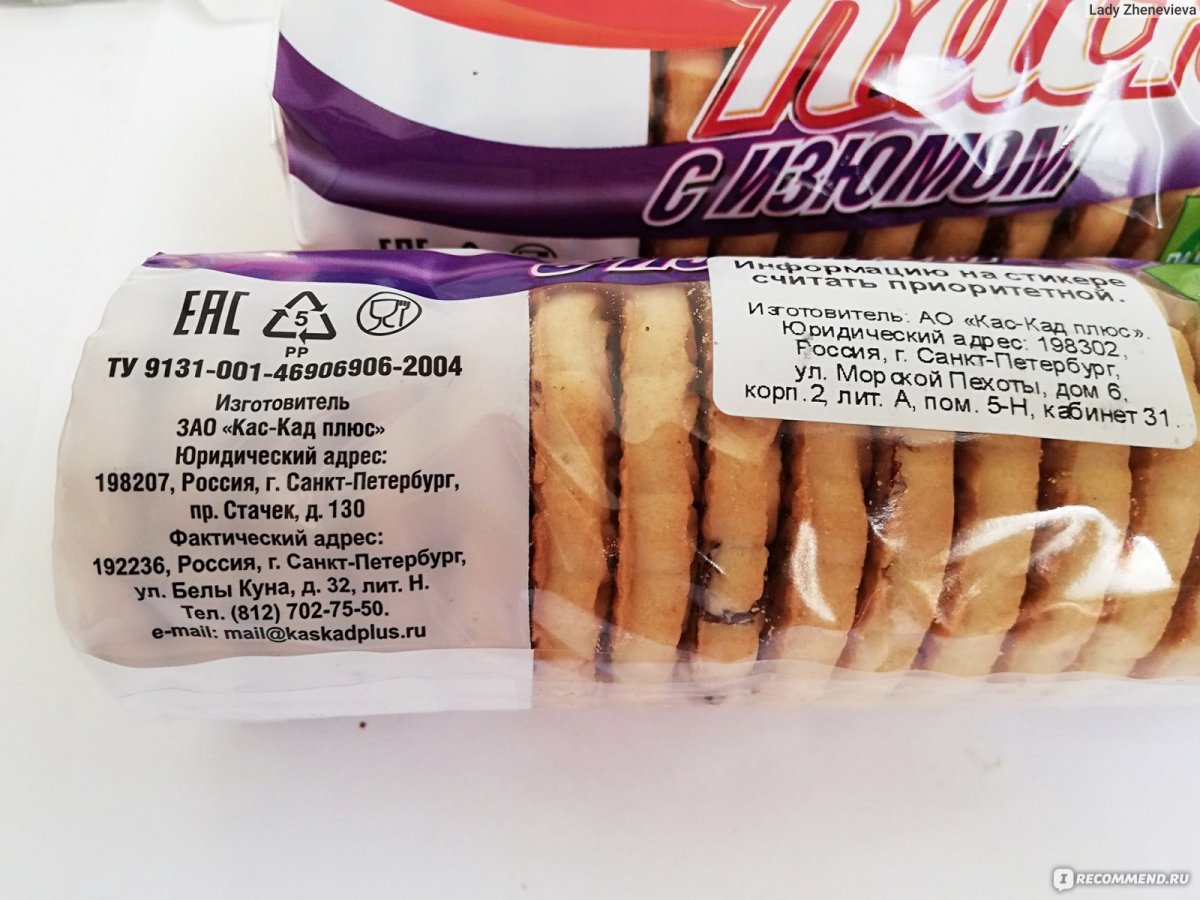 Lady Zhenevieva
С ИЗЮМОМ
EAC
5
PP
ТУ 9131-001-46906906-2004
Изготовитель
ЗАО «Кас-Кад плюс»
Юридический адрес:
198207, Россия, г. Санкт-Петербург,
пр. Стачек, д. 130
Фактический адрес:
192236, Россия, г. Санкт-Петербург,
ул. Белы Куна, д. 32, лит. Н.
Тел. (812) 702-75-50.
e-mail: mail@kaskadplus.ru
Информацию на стикере
считать приоритетной.
Изготовитель: АО «Кас-Кад плюс».
Юридический адрес: 198302,
Россия, г. Санкт-Петербург,
ул. Морской Пехоты, дом 6,
корп.2, лит. А, пом. 5-Н, кабинет 31.
RECOMMEND.RU